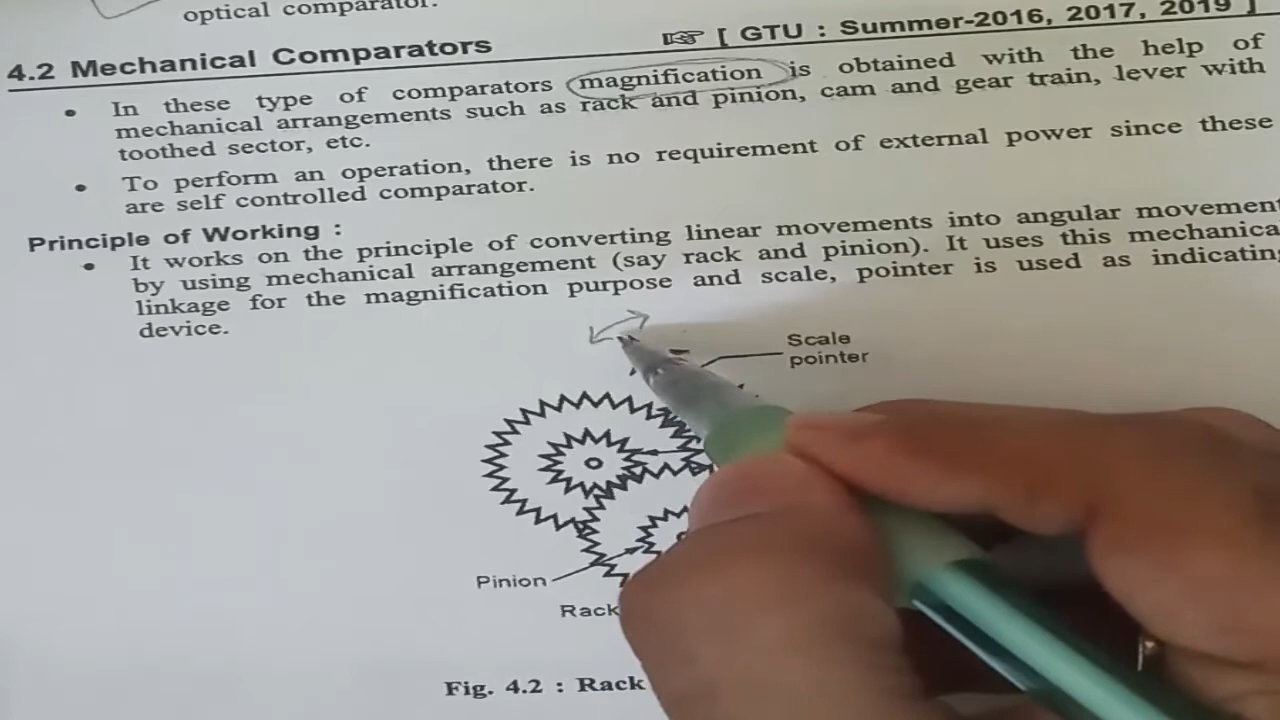 optical comparator.
4.2 Mechanical Comparators
☞ [ GTU : Summer-2016, 2017, 2019 ]
• In these type of comparators magnification is obtained with the help of
mechanical arrangements such as rack and pinion, cam and gear train, lever with
toothed sector, etc.
• To perform an operation, there is no requirement of external power since these
are self controlled comparator.
Principle of Working :
• It works on the principle of converting linear movements into angular movement
by using mechanical arrangement (say rack and pinion). It uses this mechanica
linkage for the magnification purpose and scale, pointer is used as indicating
device.
Scale
pointer
Pinion
Rack
Fig. 4.2 : Rack